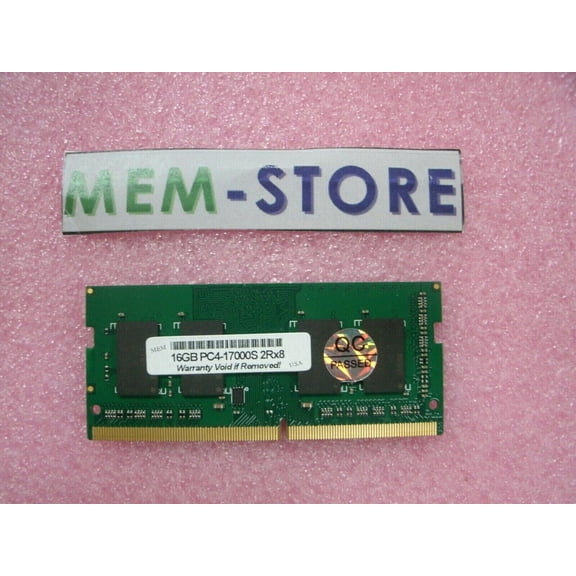 MEM-STORE
MEM
16GB PC4-17000S 2Rx8
Warranty Void if Removed!
USA
QC
PASSED